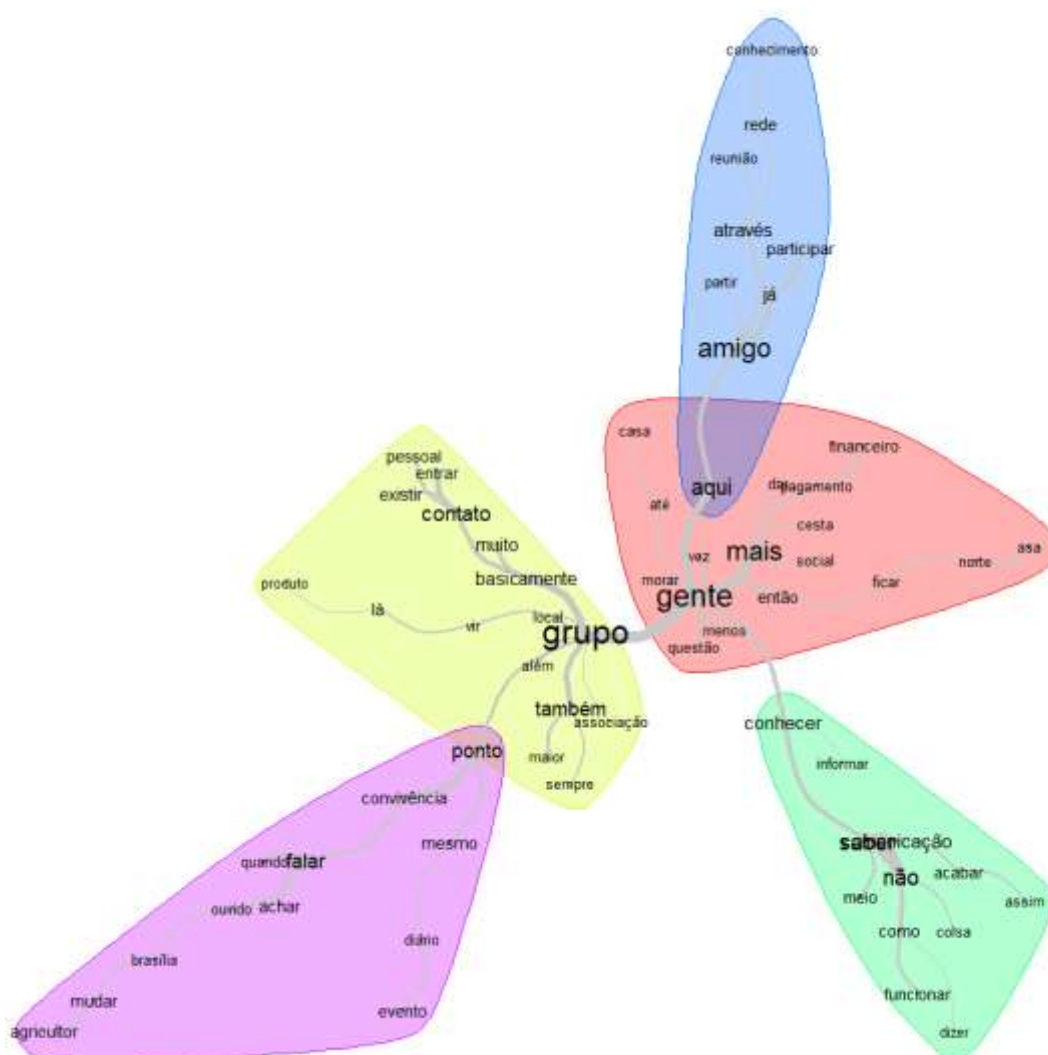 conhecimento
rede
reunião
através
participar
partir
já
amigo
casa
financeiro
aqui
dar
pagamento
até
cesta
vez
mais
social
asa
norte
morar
ficar
gente
então
menos
questão
pessoal
entrar
existir
contato
muito
basicamente
produto
lá
vir
local
grupo
além
também
associação
maior
sempre
ponto
convivência
mesmo
quando
falar
ouvido
achar
diário
brasília
mudar
evento
agricultor
conhecer
informar
saber
não
acabar
meio
assim
como
coisa
funcionar
dizer